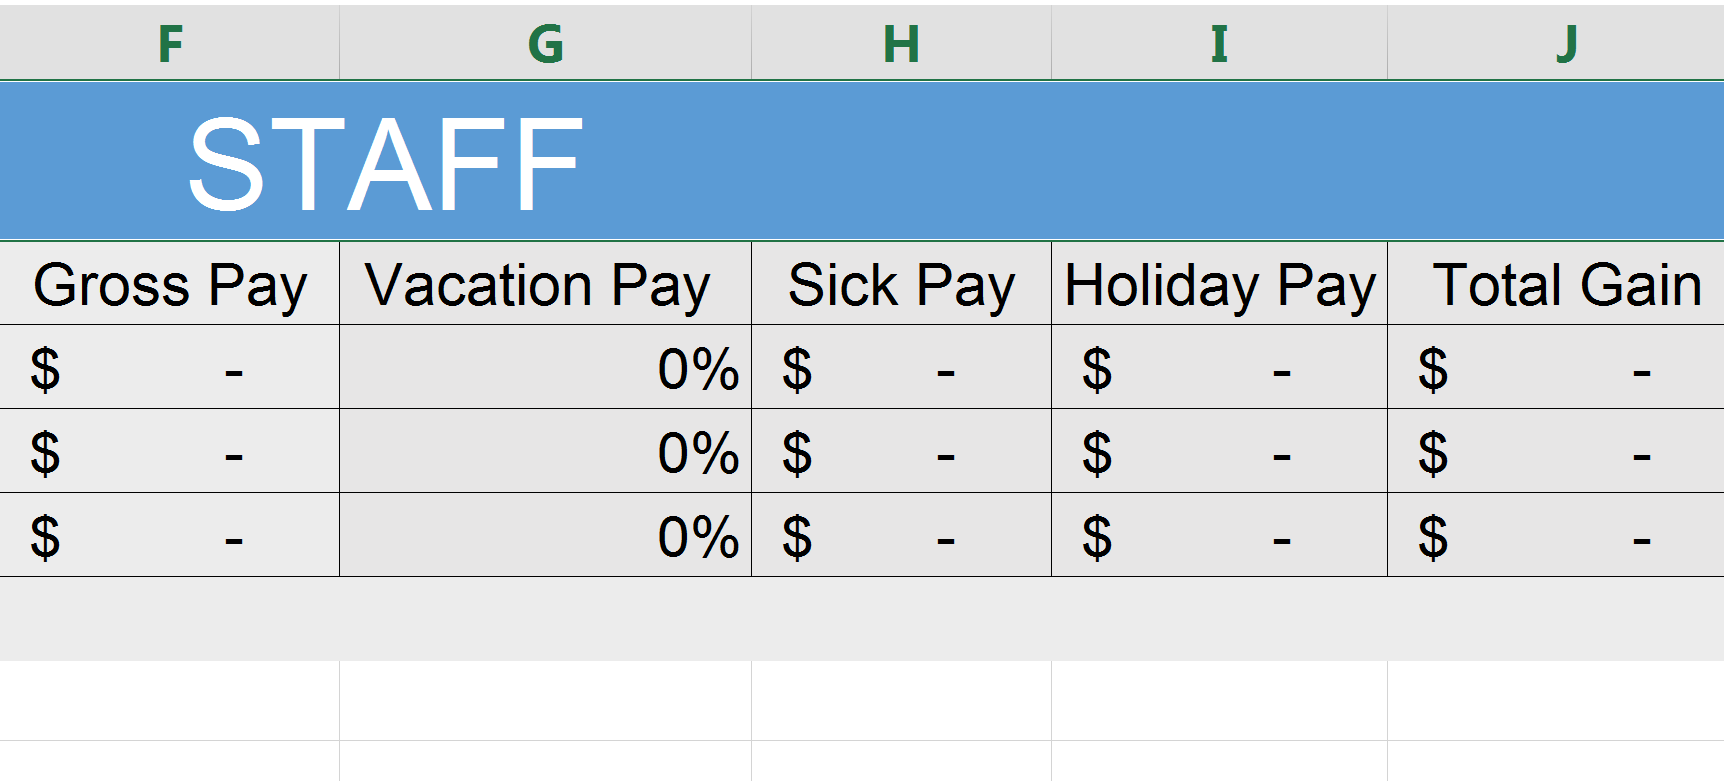 F G H I J
STAFF
Gross Pay Vacation Pay Sick Pay Holiday Pay Total Gain
$ - 0% $ - $ - $ -
$ - 0% $ - $ - $ -
$ - 0% $ - $ - $ -